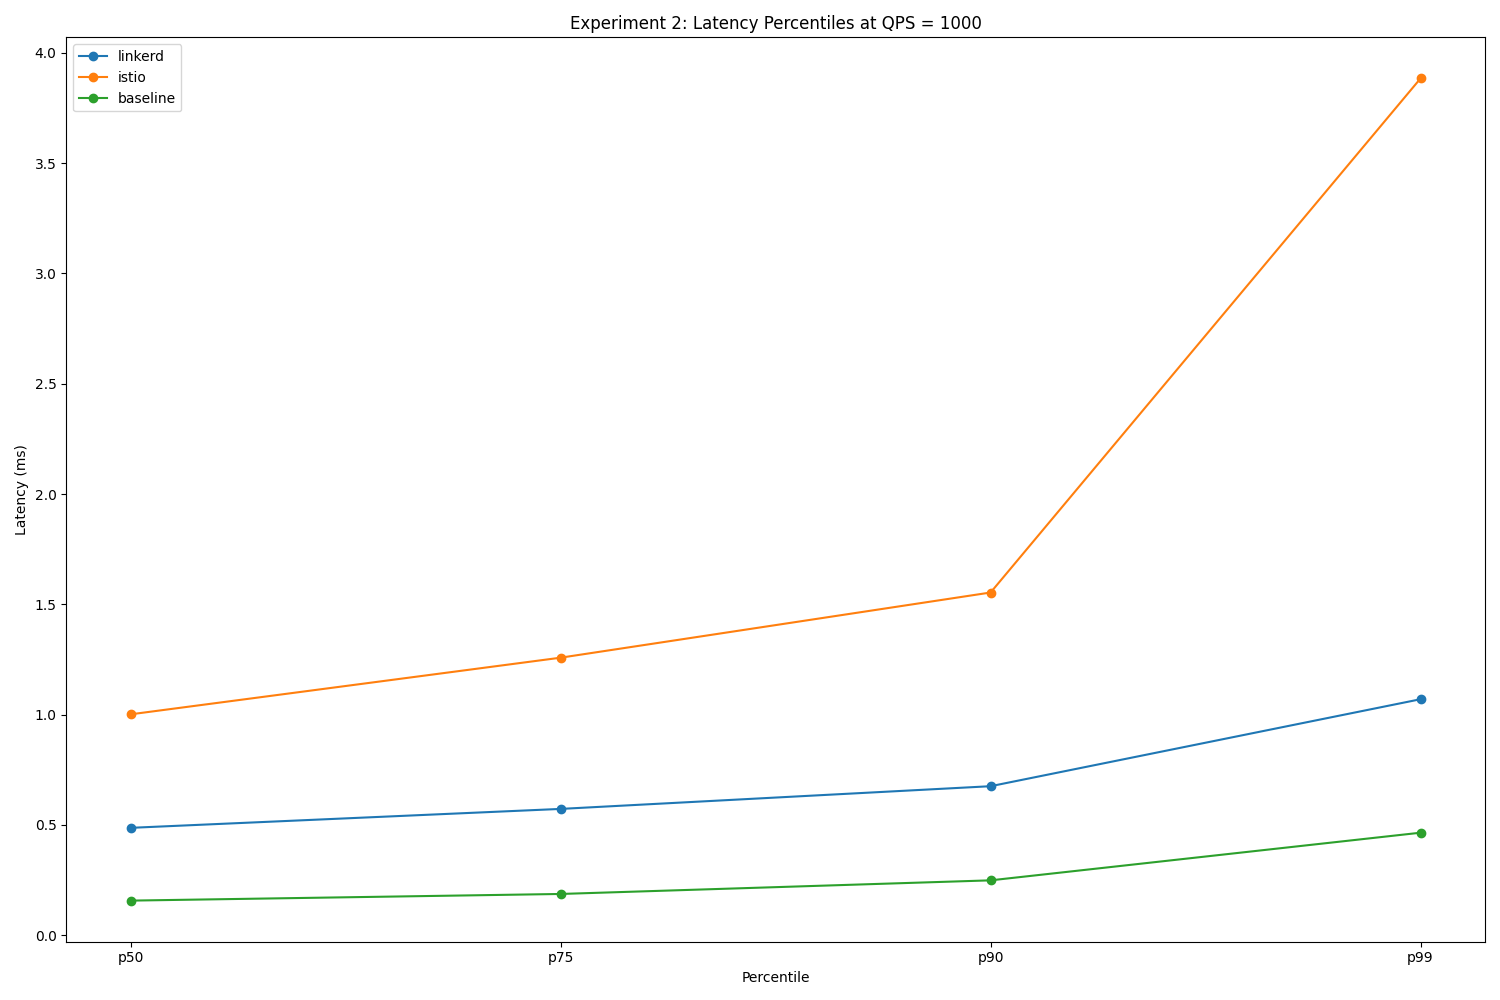 Experiment 2: Latency Percentiles at QPS = 1000
linkerd
istio
baseline
4.0
3.5
3.0
2.5
2.0
1.5
1.0
0.5
0.0
Latency (ms)
p50 p75 p90 p99
Percentile